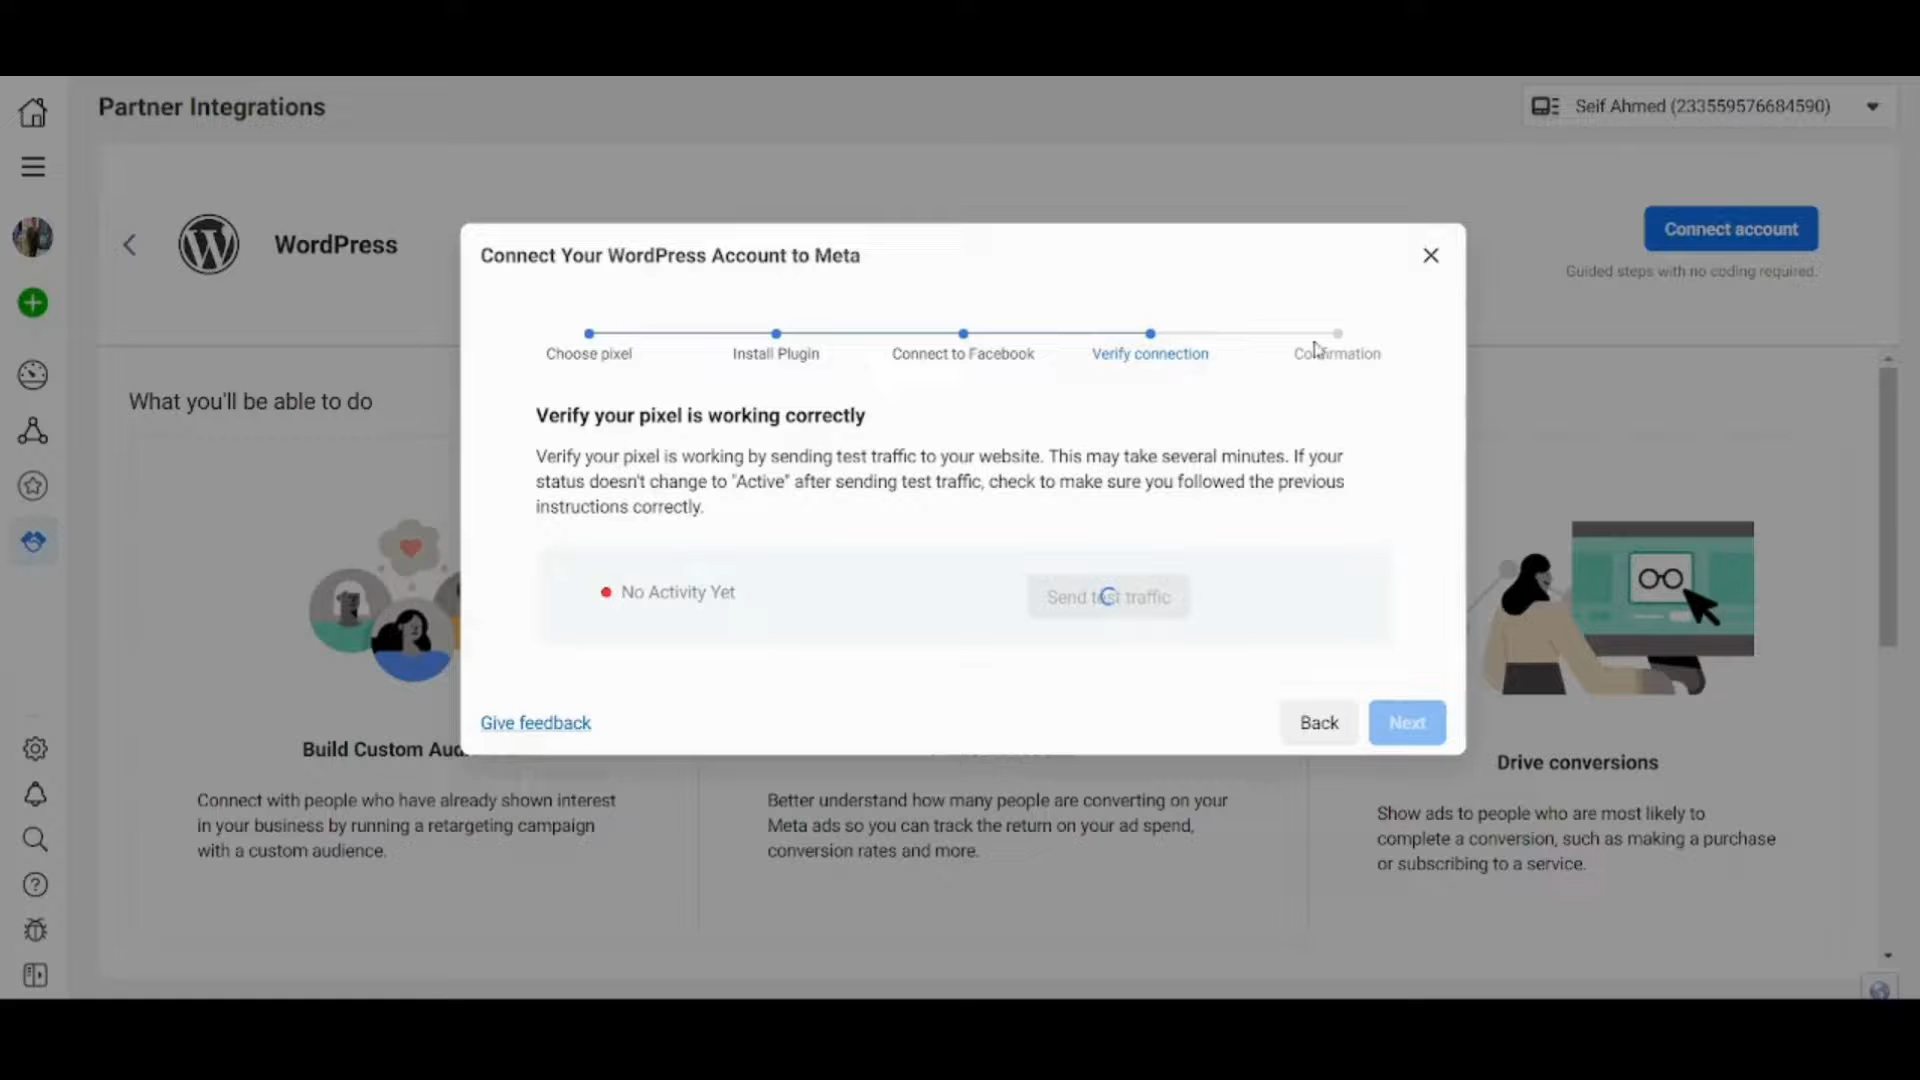 Partner Integrations
Seif Ahmed (233559576684590)
WordPress
Connect account
Guided steps with no coding required.
Connect Your WordPress Account to Meta
Choose pixel
Install Plugin
Connect to Facebook
Verify connection
Confirmation
What you'll be able to do
Verify your pixel is working correctly
Verify your pixel is working by sending test traffic to your website. This may take several minutes. If your
status doesn't change to "Active" after sending test traffic, check to make sure you followed the previous
instructions correctly.
No Activity Yet
Send test traffic
Give feedback
Back
Next
Build Custom Aud
Drive conversions
Connect with people who have already shown interest
in your business by running a retargeting campaign
with a custom audience.
Better understand how many people are converting on your
Meta ads so you can track the return on your ad spend,
conversion rates and more.
Show ads to people who are most likely to
complete a conversion, such as making a purchase
or subscribing to a service.